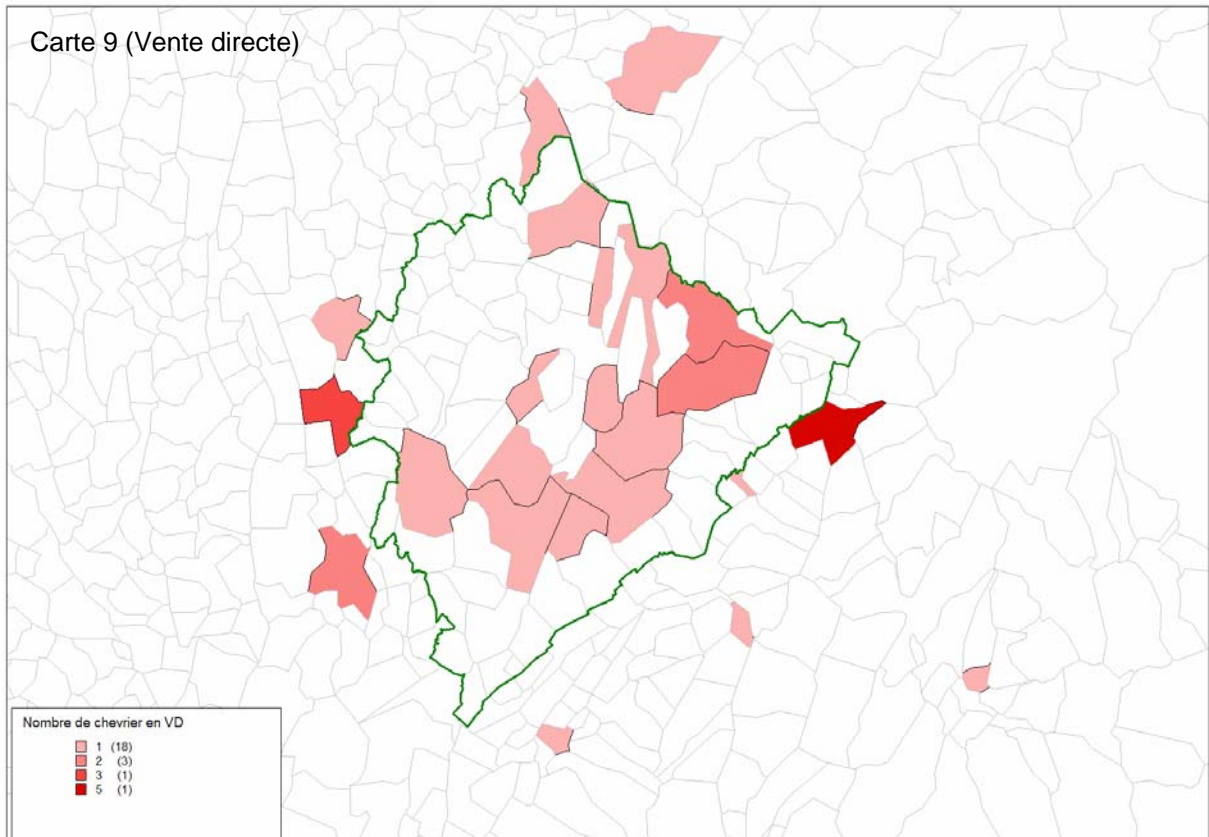 Carte 9 (Vente directe)
Nombre de chevrier en VD
1 (18)
2 (3)
3 (1)
5 (1)